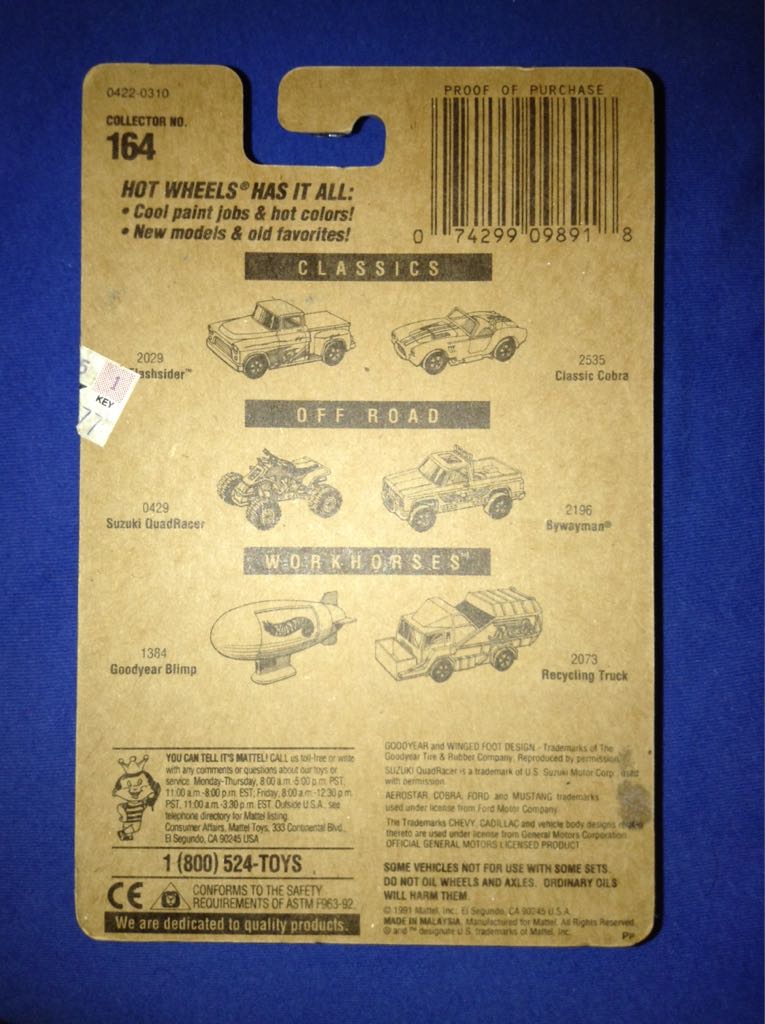 0422-0310
COLLECTOR NO.
164
PROOF OF PURCHASE
0 74299 09891 8
HOT WHEELS® HAS IT ALL:
• Cool paint jobs & hot colors!
• New models & old favorites!
CLASSICS
2029
lashsider™
2535
Classic Cobra
5 1
KEY
77
OFF ROAD
0429
Suzuki QuadRacer
2196
Bywayman®
WORKHORSES™
1384
Goodyear Blimp
2073
Recycling Truck
YOU CAN TELL IT'S MATTEL! CALL us toll-free or write
with any comments or questions about our toys or
service. Monday-Thursday, 8:00 a.m.-5:00 p.m. PST,
11:00 a.m.-8:00 p.m. EST; Friday, 8:00 a.m.-12:30 p.m.
PST, 11:00 a.m.-3:30 p.m. EST. Outside U.S.A., see
telephone directory for Mattel listing.
Consumer Affairs, Mattel Toys, 333 Continental Blvd.,
El Segundo, CA 90245 USA
1 (800) 524-TOYS
CE CONFORMS TO THE SAFETY
REQUIREMENTS OF ASTM F963-92.
We are dedicated to quality products.
GOODYEAR and WINGED FOOT DESIGN - Trademarks of The
Goodyear Tire & Rubber Company. Reproduced by permission.
SUZUKI QuadRacer is a trademark of U.S. Suzuki Motor Corp. used
with permission.
AEROSTAR, COBRA, FORD and MUSTANG trademarks
used under license from Ford Motor Company.
The Trademarks CHEVY, CADILLAC and vehicle body designs
thereto are used under license from General Motors Corporation.
OFFICIAL GENERAL MOTORS LICENSED PRODUCT
SOME VEHICLES NOT FOR USE WITH SOME SETS.
DO NOT OIL WHEELS AND AXLES. ORDINARY OILS
WILL HARM THEM.
© 1991 Mattel, Inc., El Segundo, CA 90245 U.S.A.
MADE IN MALAYSIA. Manufactured for Mattel. All Rights Reserved.
® and ™ designate U.S. trademarks of Mattel, Inc.
PP